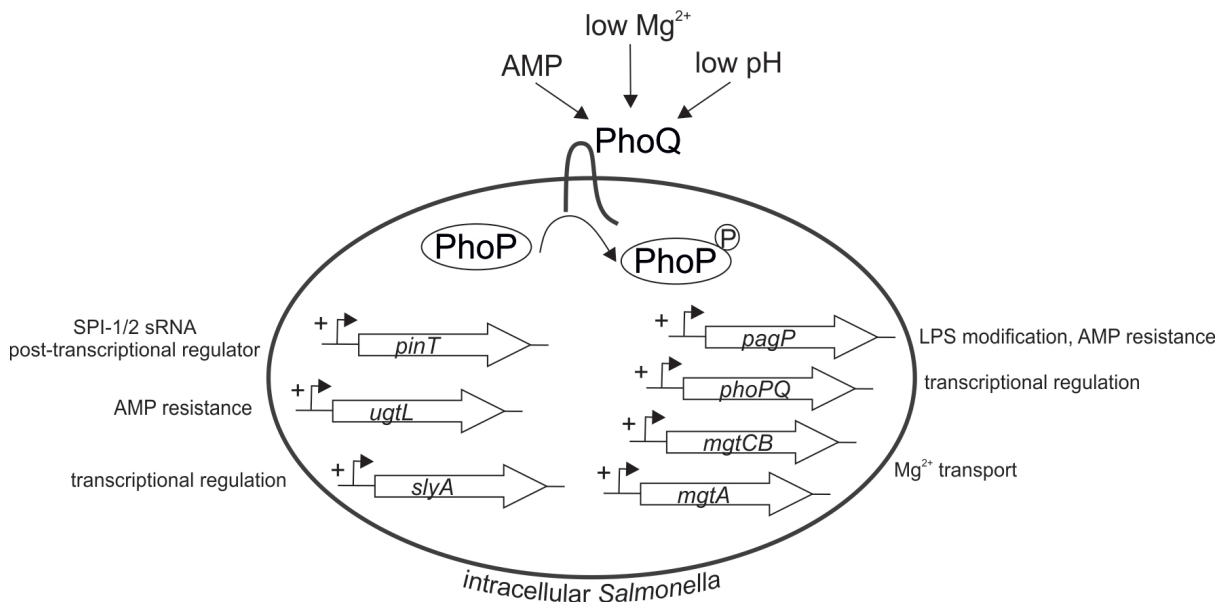 low Mg²⁺
AMP
low pH
PhoQ
PhoP
PhoP
P
SPI-1/2 sRNA
post-transcriptional regulator
+
pinT
+
pagP
LPS modification, AMP resistance
+
phoPQ
transcriptional regulation
AMP resistance
+
ugtL
+
mgtCB
Mg²⁺ transport
transcriptional regulation
+
slyA
+
mgtA
intracellular Salmonella